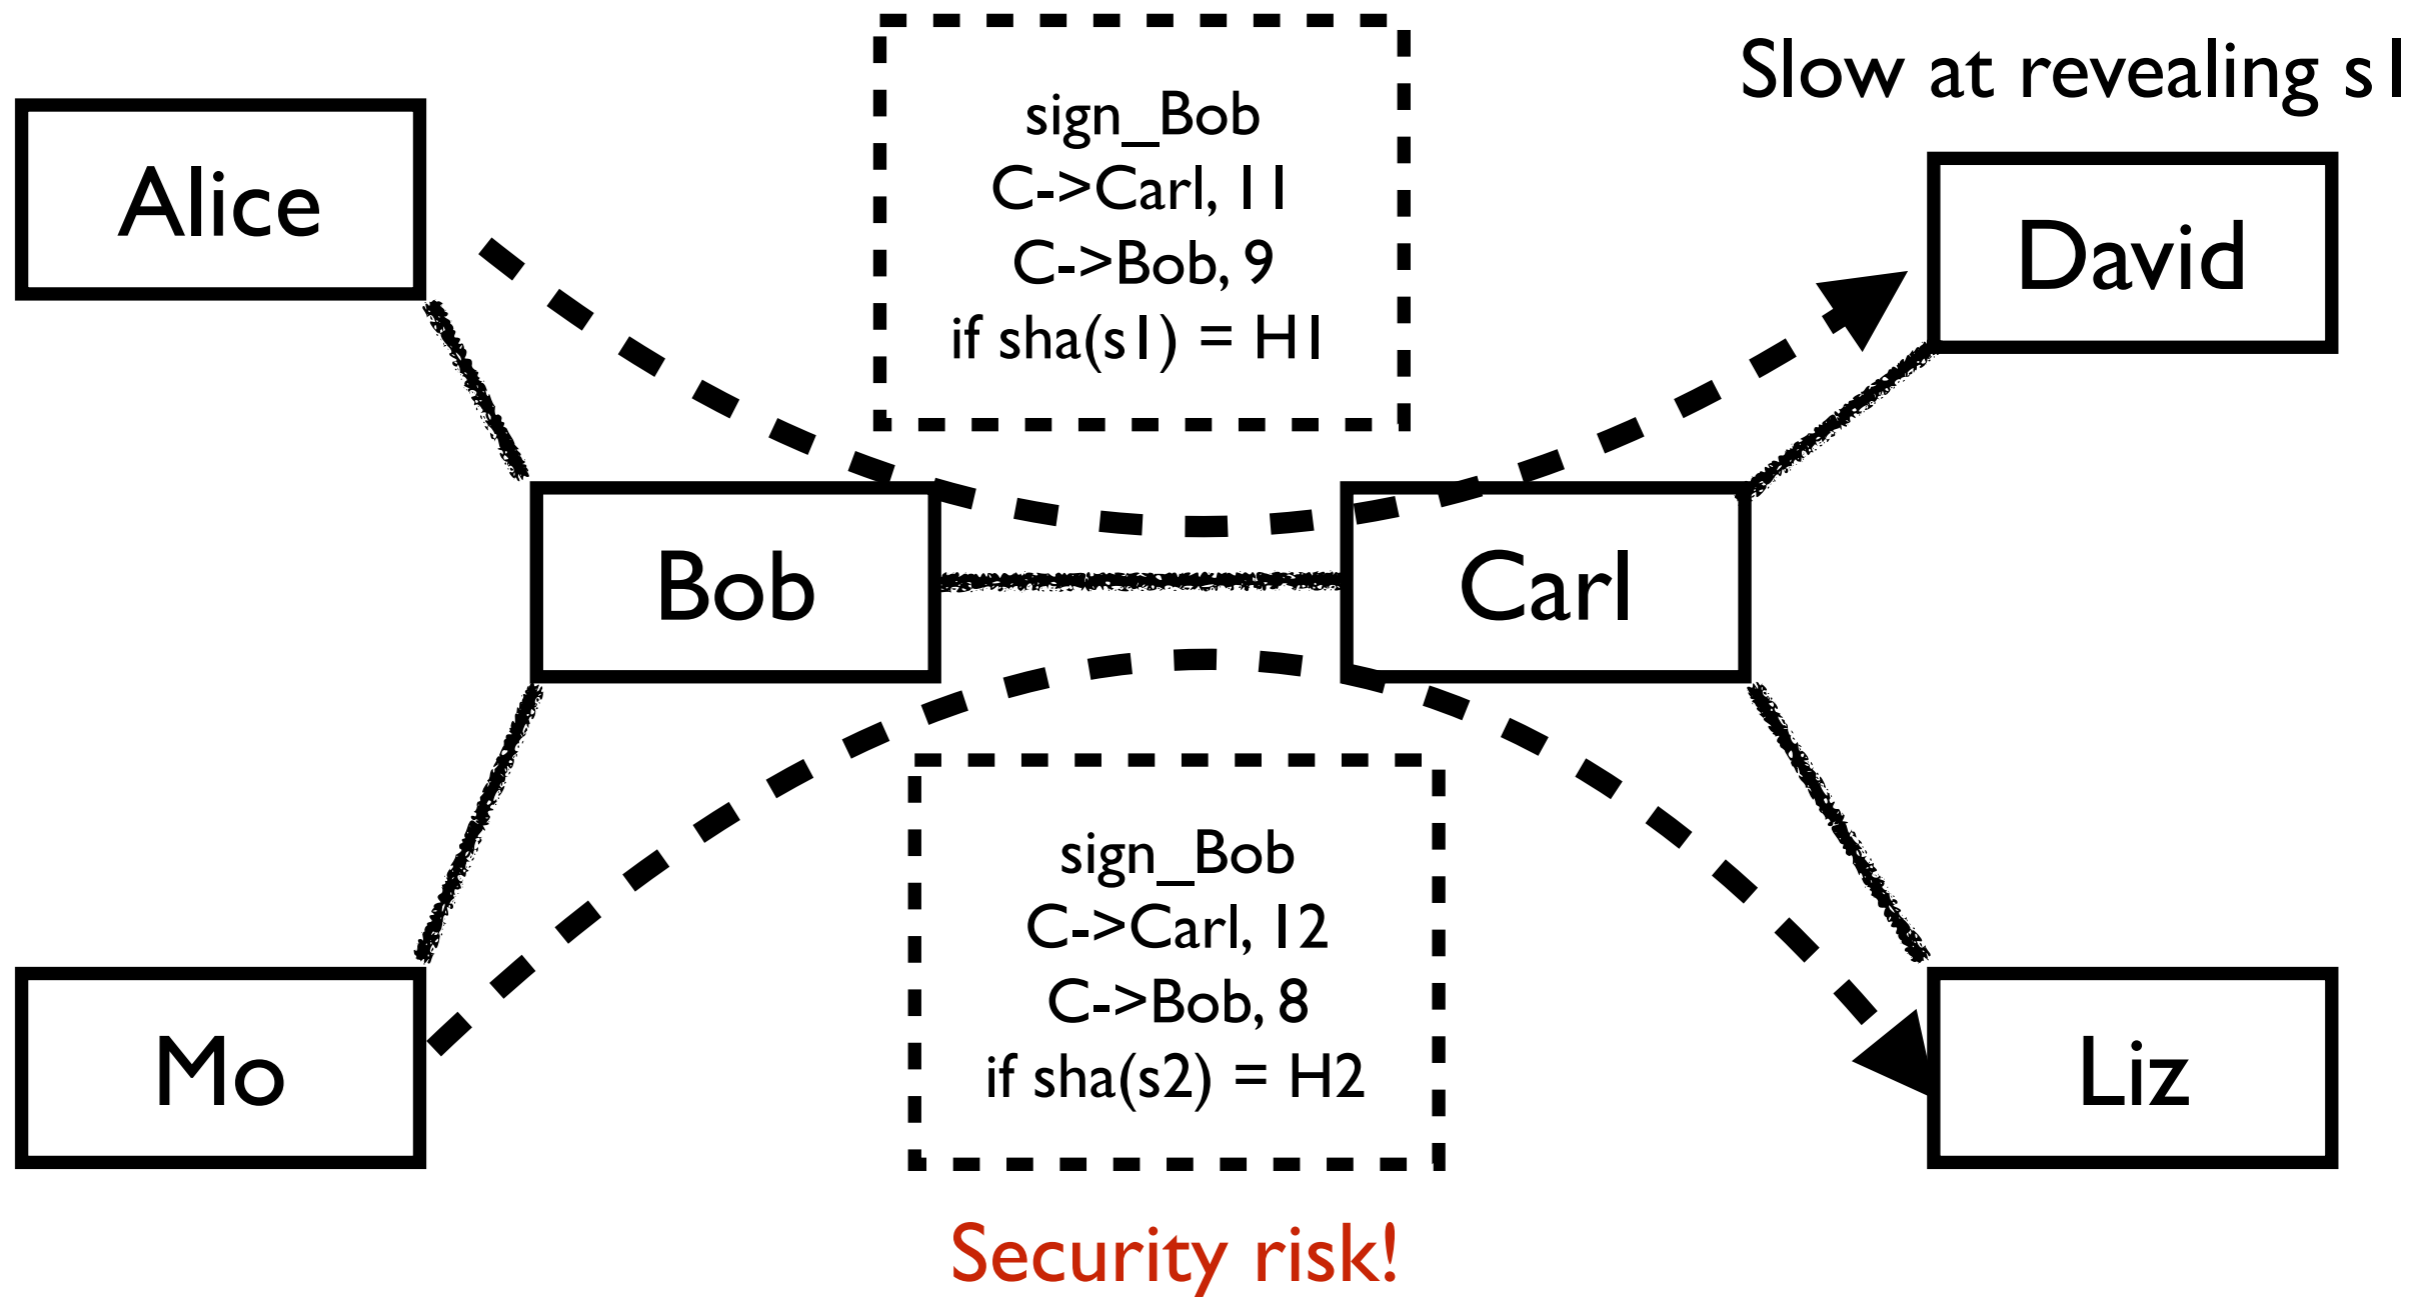 Slow at revealing s1
sign_Bob
C->Carl, 11
C->Bob, 9
if sha(s1) = H1
Alice
David
Bob
Carl
sign_Bob
C->Carl, 12
C->Bob, 8
if sha(s2) = H2
Mo
Liz
Security risk!